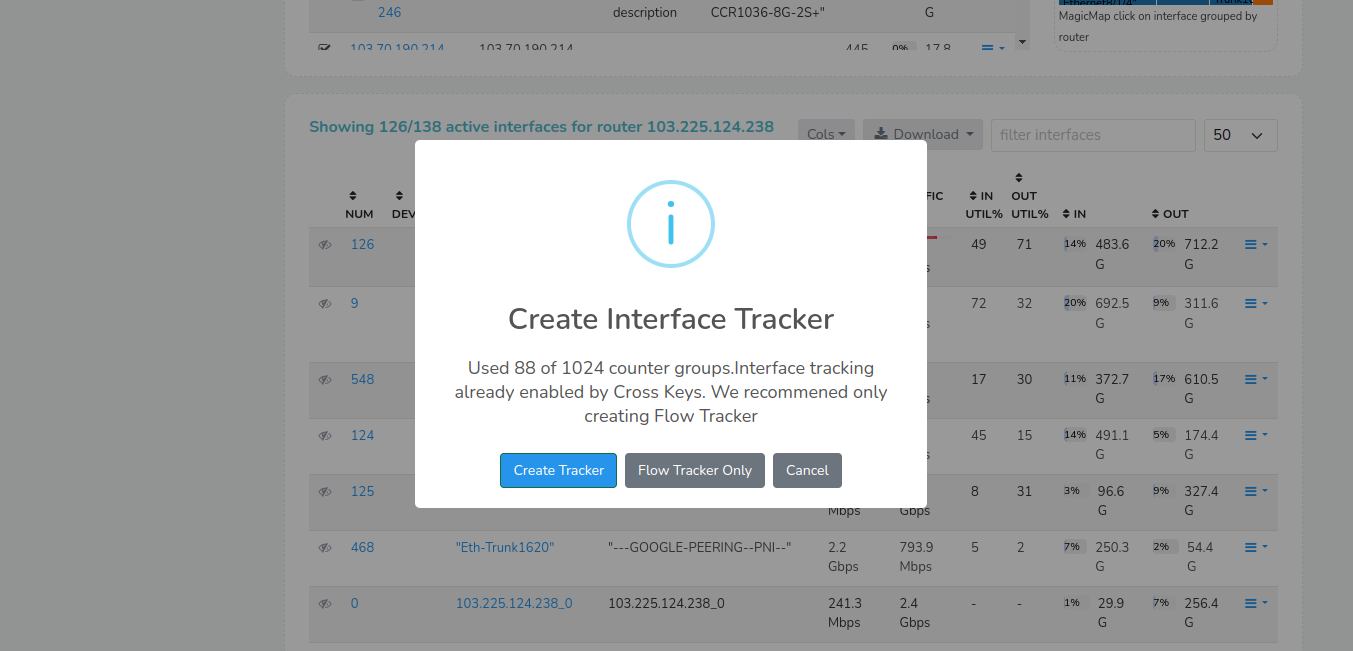 246 description CCR1036-8G-2S+" G
MagicMap click on interface grouped by
router
103.70.190.214 103.70.190.214 445 0% 17.8
Showing 126/138 active interfaces for router 103.225.124.238
Cols Download filter interfaces 50
NUM DEV FIC IN UTIL% OUT UTIL% IN OUT
126 49 71 14% 483.6 G 20% 712.2 G
9 72 32 20% 692.5 G 9% 311.6 G
548 17 30 11% 372.7 G 17% 610.5 G
124 45 15 14% 491.1 G 5% 174.4 G
125 8 31 3% 96.6 G 9% 327.4 G
Mbps Gbps
468 "Eth-Trunk1620" "---GOOGLE-PEERING--PNI--" 2.2 Gbps 793.9 Mbps 5 2 7% 250.3 G 2% 54.4 G
0 103.225.124.238_0 103.225.124.238_0 241.3 Mbps 2.4 Gbps - - 1% 29.9 G 7% 256.4 G
Create Interface Tracker
Used 88 of 1024 counter groups.Interface tracking
already enabled by Cross Keys. We recommened only
creating Flow Tracker
Create Tracker Flow Tracker Only Cancel